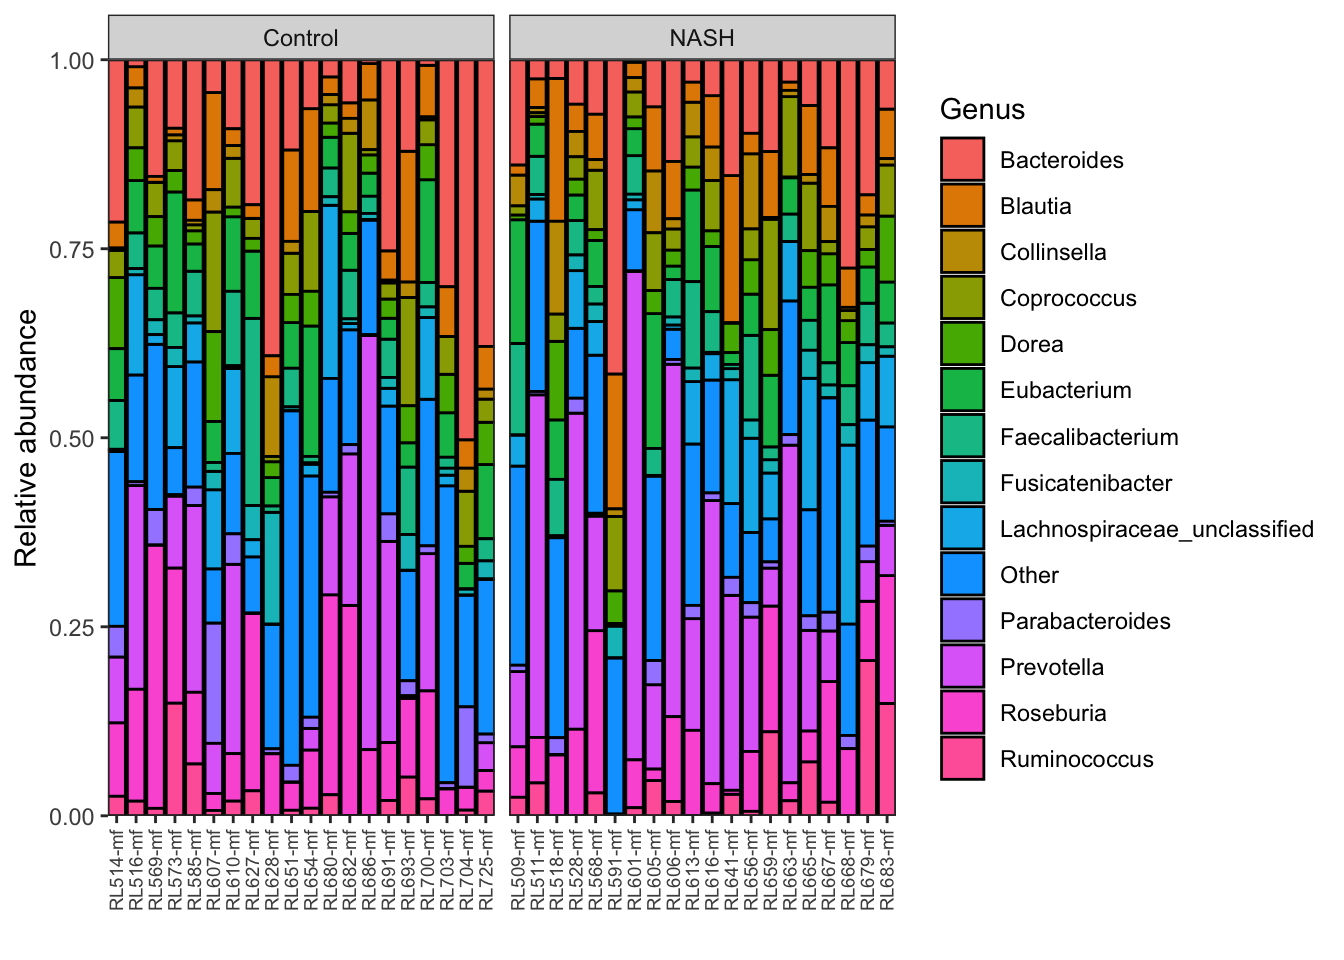 Control
NASH
Relative abundance
1.00
0.75
0.50
0.25
0.00
RL514-mf
RL516-mf
RL569-mf
RL573-mf
RL585-mf
RL607-mf
RL610-mf
RL627-mf
RL628-mf
RL651-mf
RL654-mf
RL680-mf
RL682-mf
RL686-mf
RL691-mf
RL693-mf
RL700-mf
RL703-mf
RL704-mf
RL725-mf
RL509-mf
RL511-mf
RL518-mf
RL528-mf
RL568-mf
RL591-mf
RL601-mf
RL605-mf
RL606-mf
RL613-mf
RL616-mf
RL641-mf
RL656-mf
RL659-mf
RL663-mf
RL665-mf
RL667-mf
RL668-mf
RL679-mf
RL683-mf
Genus
Bacteroides
Blautia
Collinsella
Coprococcus
Dorea
Eubacterium
Faecalibacterium
Fusicatenibacter
Lachnospiraceae_unclassified
Other
Parabacteroides
Prevotella
Roseburia
Ruminococcus